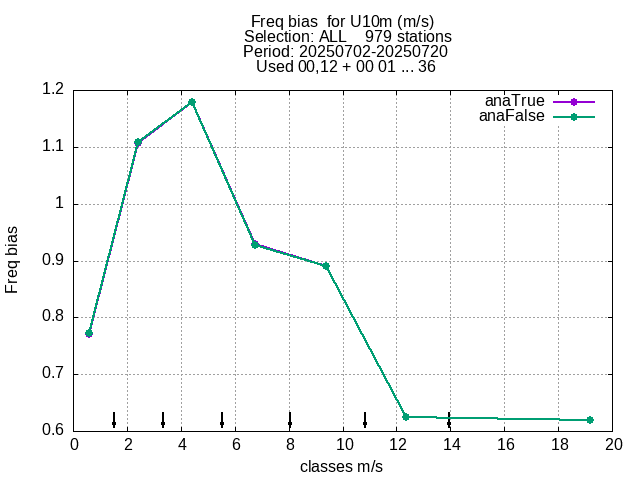 Freq bias  for U10m (m/s)
Selection: ALL    979 stations
Period: 20250702-20250720
Used 00,12 + 00 01 ... 36
anaTrue
anaFalse
1.2
1.1
1
0.9
0.8
0.7
0.6
Freq bias
0 2 4 6 8 10 12 14 16 18 20
classes m/s